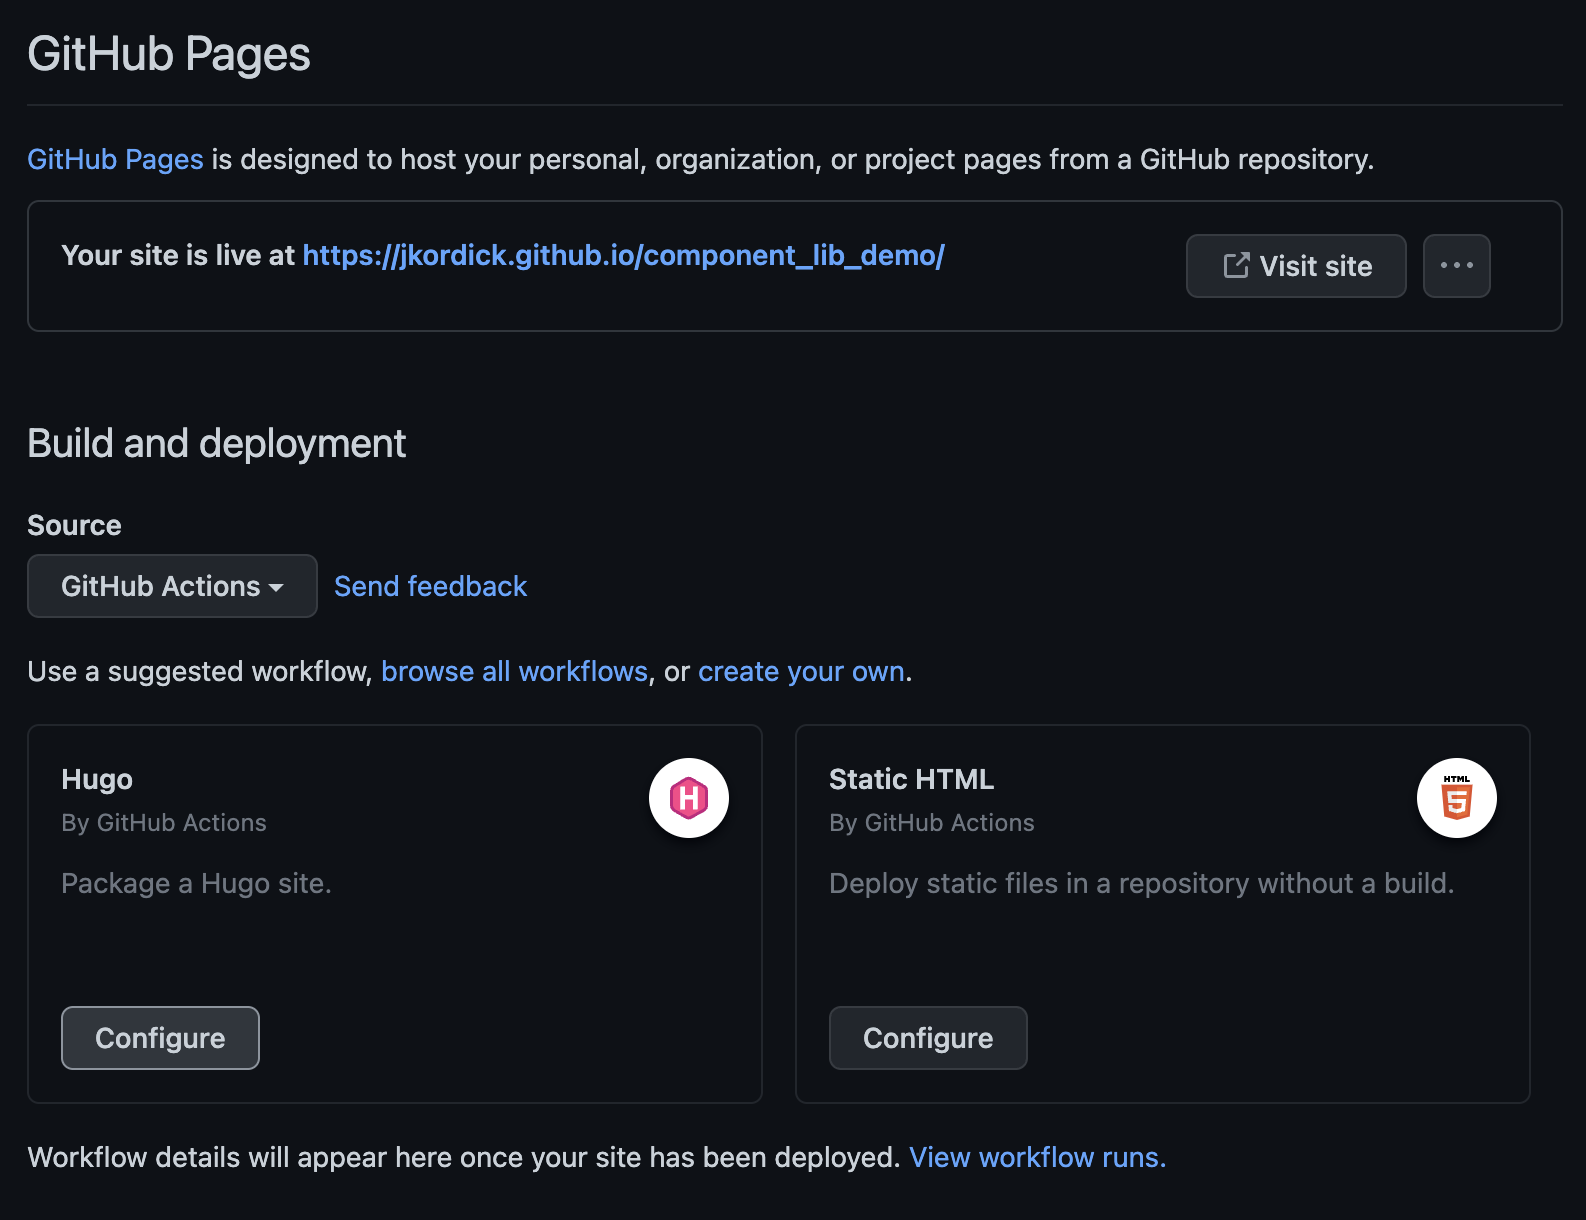 GitHub Pages
GitHub Pages is designed to host your personal, organization, or project pages from a GitHub repository.
Your site is live at https://jkordick.github.io/component_lib_demo/
Visit site
Build and deployment
Source
GitHub Actions
Send feedback
Use a suggested workflow, browse all workflows, or create your own.
Hugo
By GitHub Actions
Package a Hugo site.
Configure
Static HTML
By GitHub Actions
Deploy static files in a repository without a build.
HTML
5
Configure
Workflow details will appear here once your site has been deployed. View workflow runs.